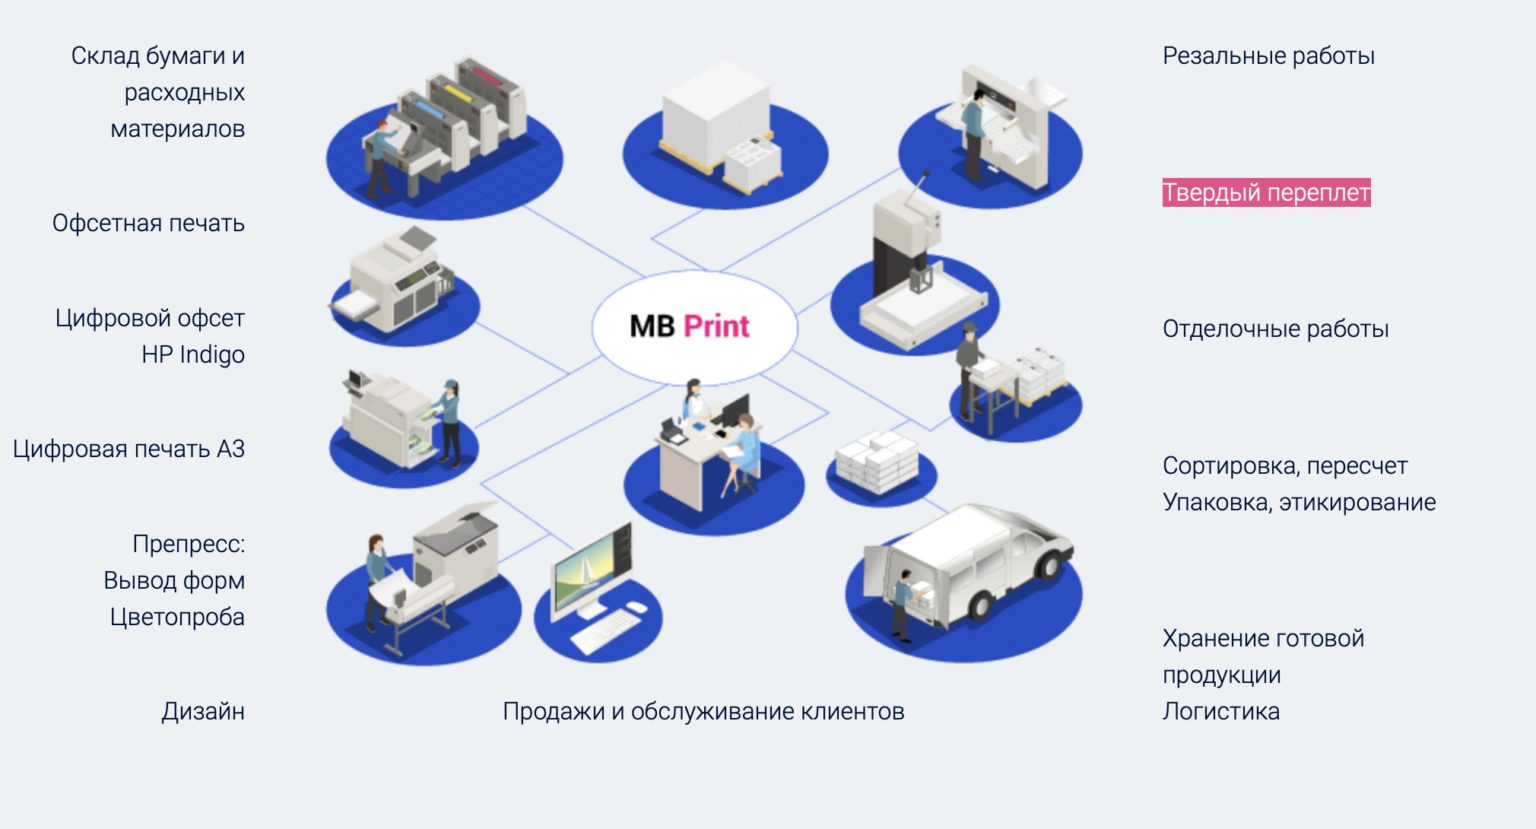 Склад бумаги и
расходных
материалов
Офсетная печать
Цифровой офсет
HP Indigo
Цифровая печать А3
Препресс:
Вывод форм
Цветопроба
Дизайн
MB Print
Продажи и обслуживание клиентов
Резальные работы
Твердый переплет
Отделочные работы
Сортировка, пересчет
Упаковка, этикирование
Хранение готовой
продукции
Логистика